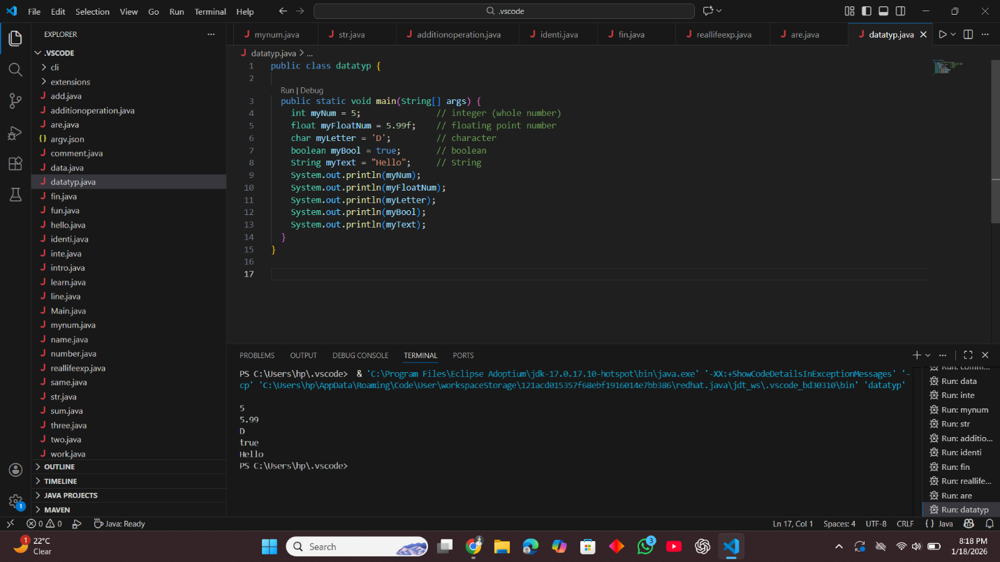 File Edit Selection View Go Run Terminal Help
.vscode
EXPLORER
mynum.java
str.java
additionoperation.java
identi.java
fin.java
reallifeexp.java
are.java
datatyp.java
.VSCODE
cli
extensions
add.java
additionoperation.java
are.java
{} argv.json
comment.java
data.java
datatyp.java
fin.java
fun.java
hello.java
identi.java
inte.java
intro.java
learn.java
line.java
Main.java
mynum.java
name.java
number.java
reallifeexp.java
same.java
str.java
sum.java
three.java
two.java
work.java
OUTLINE
TIMELINE
JAVA PROJECTS
MAVEN
1
datatyp.java > ...
1 public class datatyp {
2
Run | Debug
3 public static void main(String[] args) {
4 int myNum = 5; // integer (whole number)
5 float myFloatNum = 5.99f; // floating point number
6 char myLetter = 'D'; // character
7 boolean myBool = true; // boolean
8 String myText = "Hello"; // String
9 System.out.println(myNum);
10 System.out.println(myFloatNum);
11 System.out.println(myLetter);
12 System.out.println(myBool);
13 System.out.println(myText);
14 }
15 }
16
17
PROBLEMS OUTPUT DEBUG CONSOLE TERMINAL PORTS
PS C:\Users\hp\.vscode> & 'C:\Program Files\Eclipse Adoptium\jdk-17.0.17.10-hotspot\bin\java.exe' '-XX:+ShowCodeDetailsInExceptionMessages' '-
cp' 'C:\Users\hp\AppData\Roaming\Code\User\workspaceStorage\121acd015357f68ebf1916014e7bb386\redhat.java\jdt_ws\.vscode_bd30310\bin' 'datatyp'
5
5.99
D
true
Hello
PS C:\Users\hp\.vscode>
Run: comm...
Run: data
Run: inte
Run: mynum
Run: str
Run: additio...
Run: identi
Run: fin
Run: reallife...
Run: are
Run: datatyp
0 0 Java: Ready
Ln 17, Col 1 Spaces: 4 UTF-8 CRLF {} Java
1
22°C
Clear
Search
3
8:18 PM
1/18/2026